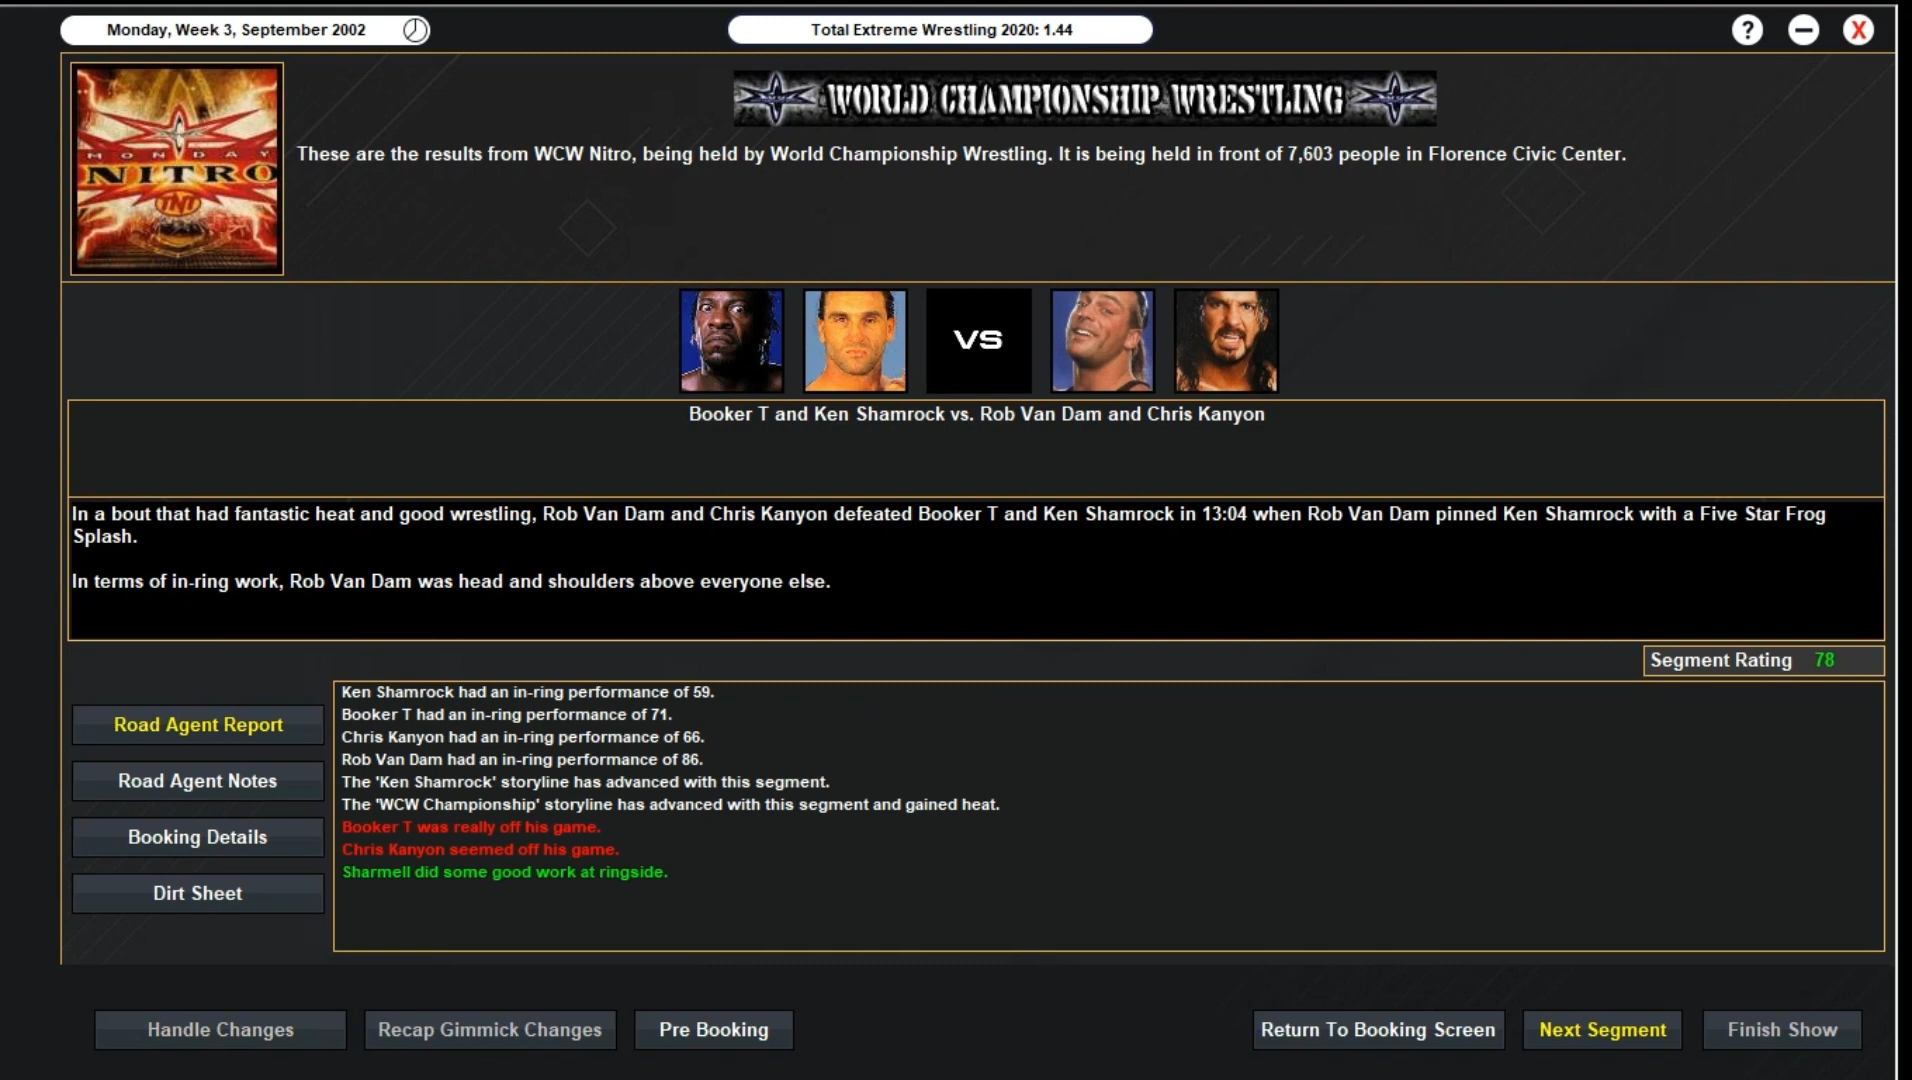 Monday, Week 3, September 2002
Total Extreme Wrestling 2020: 1.44
?
X
MONDAY
NITRO
TNT
WORLD CHAMPIONSHIP WRESTLING
These are the results from WCW Nitro, being held by World Championship Wrestling. It is being held in front of 7,603 people in Florence Civic Center.
VS
Booker T and Ken Shamrock vs. Rob Van Dam and Chris Kanyon
In a bout that had fantastic heat and good wrestling, Rob Van Dam and Chris Kanyon defeated Booker T and Ken Shamrock in 13:04 when Rob Van Dam pinned Ken Shamrock with a Five Star Frog
Splash.
In terms of in-ring work, Rob Van Dam was head and shoulders above everyone else.
Segment Rating 78
Road Agent Report
Road Agent Notes
Booking Details
Dirt Sheet
Ken Shamrock had an in-ring performance of 59.
Booker T had an in-ring performance of 71.
Chris Kanyon had an in-ring performance of 66.
Rob Van Dam had an in-ring performance of 86.
The 'Ken Shamrock' storyline has advanced with this segment.
The 'WCW Championship' storyline has advanced with this segment and gained heat.
Booker T was really off his game.
Chris Kanyon seemed off his game.
Sharmell did some good work at ringside.
Handle Changes
Recap Gimmick Changes
Pre Booking
Return To Booking Screen
Next Segment
Finish Show